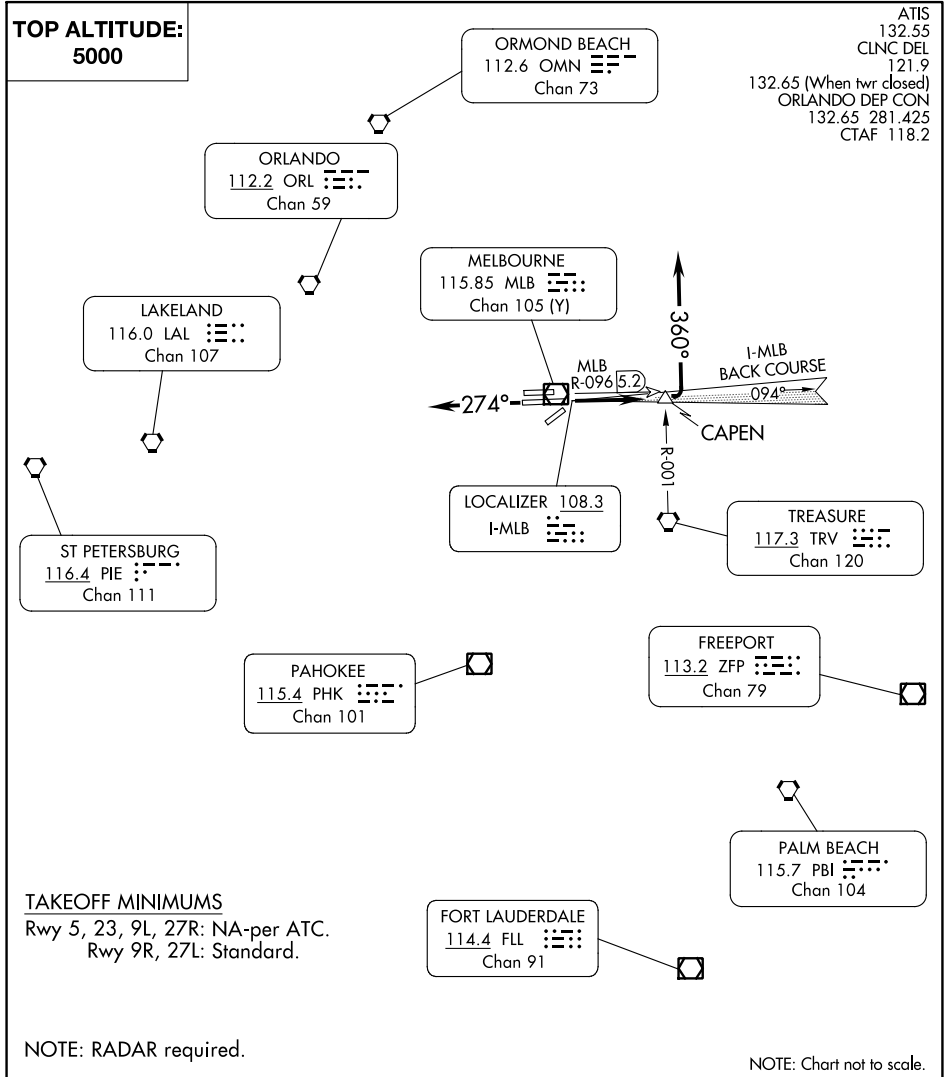 TOP ALTITUDE:
5000
ATIS
132.55
CLNC DEL
121.9
132.65 (When twr closed)
ORLANDO DEP CON
132.65 281.425
CTAF 118.2
ORMOND BEACH
112.6 OMN
Chan 73
ORLANDO
112.2 ORL
Chan 59
MELBOURNE
115.85 MLB
Chan 105 (Y)
LAKELAND
116.0 LAL
Chan 107
360°
I-MLB
BACK COURSE
094°
MLB
R-096 5.2
274°
CAPEN
R-001
LOCALIZER 108.3
I-MLB
TREASURE
117.3 TRV
Chan 120
ST PETERSBURG
116.4 PIE
Chan 111
PAHOKEE
115.4 PHK
Chan 101
FREEPORT
113.2 ZFP
Chan 79
PALM BEACH
115.7 PBI
Chan 104
TAKEOFF MINIMUMS
Rwy 5, 23, 9L, 27R: NA-per ATC.
Rwy 9R, 27L: Standard.
FORT LAUDERDALE
114.4 FLL
Chan 91
NOTE: RADAR required.
NOTE: Chart not to scale.